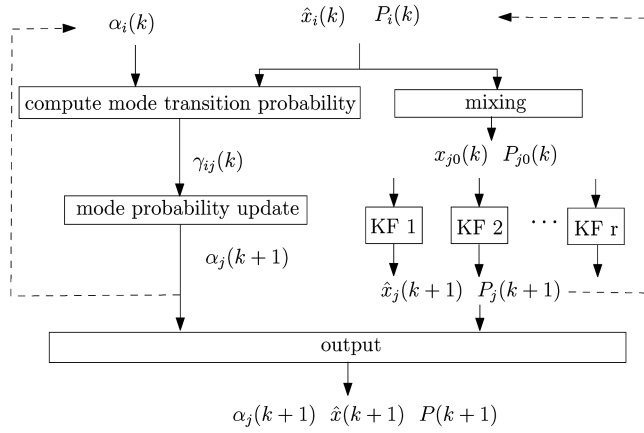 αᵢ(k) x̂ᵢ(k) Pᵢ(k)
compute mode transition probability
mixing
γᵢⱼ(k)
xⱼ₀(k) Pⱼ₀(k)
mode probability update
KF 1
KF 2
...
KF r
αⱼ(k+1)
x̂ⱼ(k+1) Pⱼ(k+1)
output
αⱼ(k+1) x̂(k+1) P(k+1)